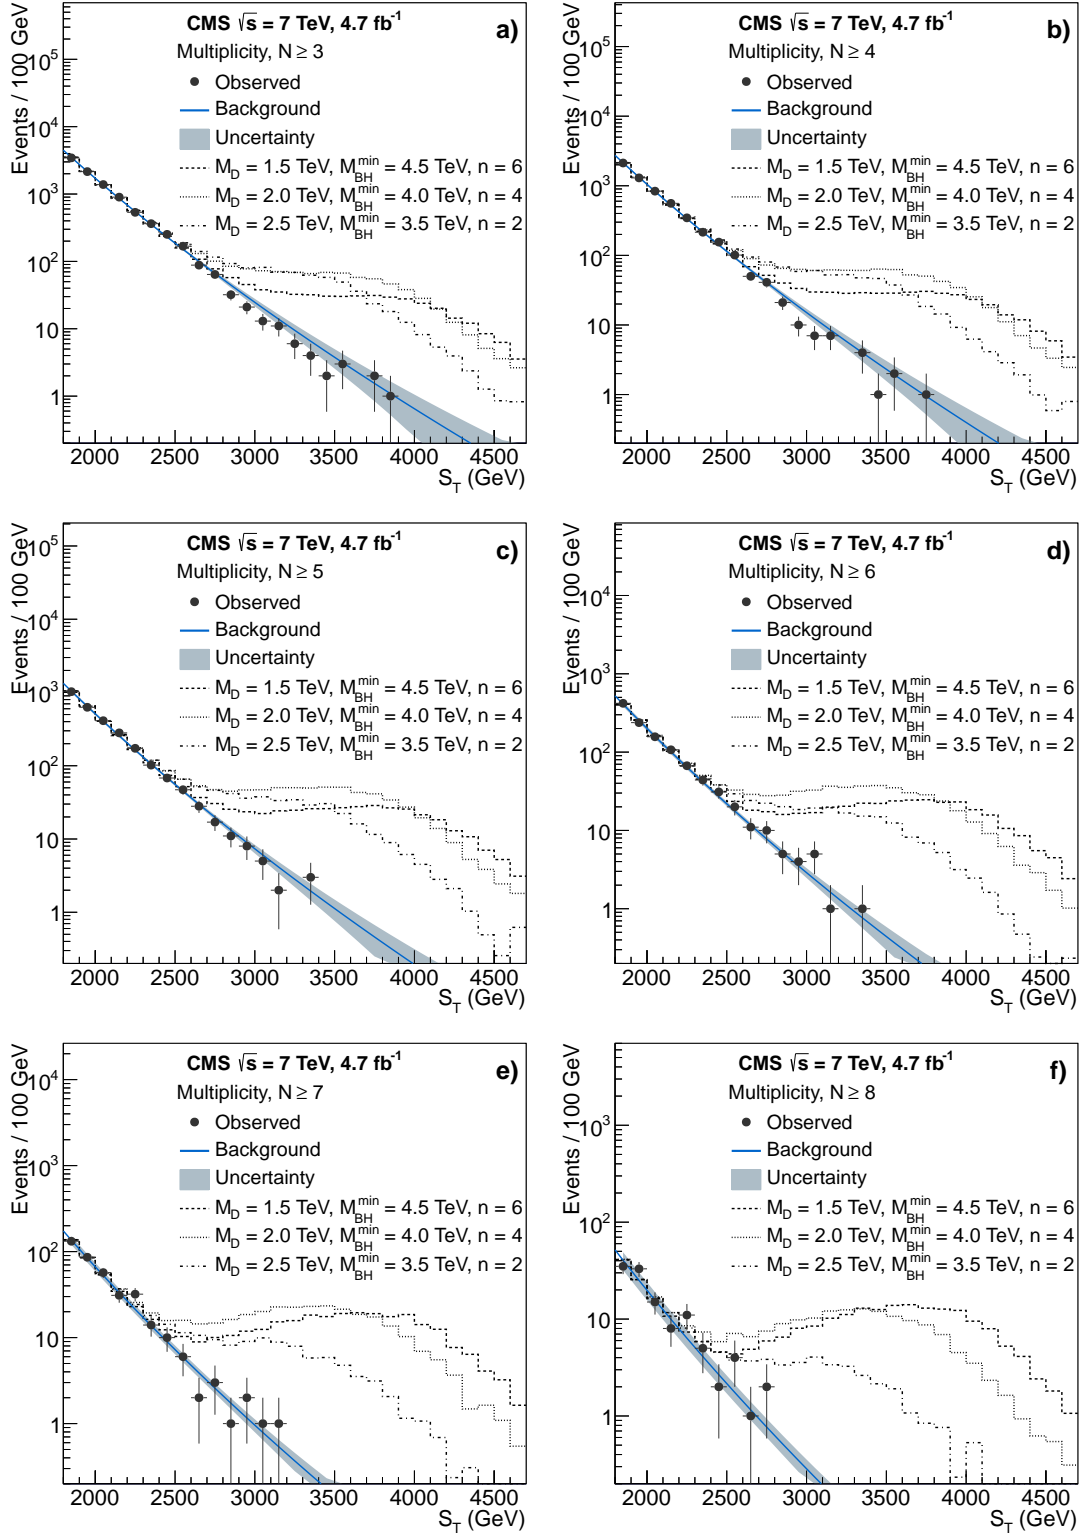 CMS √s = 7 TeV, 4.7 fb⁻¹
a)
Multiplicity, N ≥ 3
Observed
Background
Uncertainty
M_D = 1.5 TeV, M_BH^min = 4.5 TeV, n = 6
M_D = 2.0 TeV, M_BH^min = 4.0 TeV, n = 4
M_D = 2.5 TeV, M_BH^min = 3.5 TeV, n = 2
Events / 100 GeV
10⁵
10⁴
10³
10²
10
1
2000 2500 3000 3500 4000 4500
S_T (GeV)
CMS √s = 7 TeV, 4.7 fb⁻¹
b)
Multiplicity, N ≥ 4
Observed
Background
Uncertainty
M_D = 1.5 TeV, M_BH^min = 4.5 TeV, n = 6
M_D = 2.0 TeV, M_BH^min = 4.0 TeV, n = 4
M_D = 2.5 TeV, M_BH^min = 3.5 TeV, n = 2
Events / 100 GeV
10⁵
10⁴
10³
10²
10
1
2000 2500 3000 3500 4000 4500
S_T (GeV)
CMS √s = 7 TeV, 4.7 fb⁻¹
c)
Multiplicity, N ≥ 5
Observed
Background
Uncertainty
M_D = 1.5 TeV, M_BH^min = 4.5 TeV, n = 6
M_D = 2.0 TeV, M_BH^min = 4.0 TeV, n = 4
M_D = 2.5 TeV, M_BH^min = 3.5 TeV, n = 2
Events / 100 GeV
10⁵
10⁴
10³
10²
10
1
2000 2500 3000 3500 4000 4500
S_T (GeV)
CMS √s = 7 TeV, 4.7 fb⁻¹
d)
Multiplicity, N ≥ 6
Observed
Background
Uncertainty
M_D = 1.5 TeV, M_BH^min = 4.5 TeV, n = 6
M_D = 2.0 TeV, M_BH^min = 4.0 TeV, n = 4
M_D = 2.5 TeV, M_BH^min = 3.5 TeV, n = 2
Events / 100 GeV
10⁴
10³
10²
10
1
2000 2500 3000 3500 4000 4500
S_T (GeV)
CMS √s = 7 TeV, 4.7 fb⁻¹
e)
Multiplicity, N ≥ 7
Observed
Background
Uncertainty
M_D = 1.5 TeV, M_BH^min = 4.5 TeV, n = 6
M_D = 2.0 TeV, M_BH^min = 4.0 TeV, n = 4
M_D = 2.5 TeV, M_BH^min = 3.5 TeV, n = 2
Events / 100 GeV
10⁴
10³
10²
10
1
2000 2500 3000 3500 4000 4500
S_T (GeV)
CMS √s = 7 TeV, 4.7 fb⁻¹
f)
Multiplicity, N ≥ 8
Observed
Background
Uncertainty
M_D = 1.5 TeV, M_BH^min = 4.5 TeV, n = 6
M_D = 2.0 TeV, M_BH^min = 4.0 TeV, n = 4
M_D = 2.5 TeV, M_BH^min = 3.5 TeV, n = 2
Events / 100 GeV
10³
10²
10
1
2000 2500 3000 3500 4000 4500
S_T (GeV)